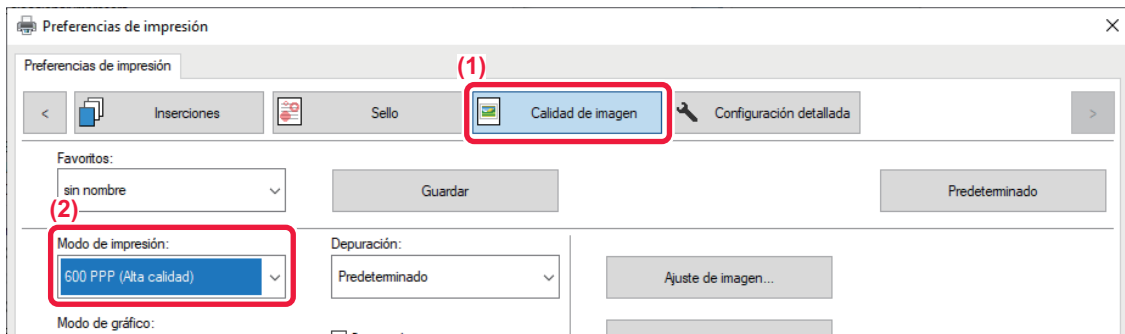 Preferencias de impresión
Preferencias de impresión
(1)
<
Inserciones
Sello
Calidad de imagen
Configuración detallada
>
Favoritos:
sin nombre
Guardar
Predeterminado
(2)
Modo de impresión:
Depuración:
600 PPP (Alta calidad)
Predeterminado
Ajuste de imagen...
Modo de gráfico: